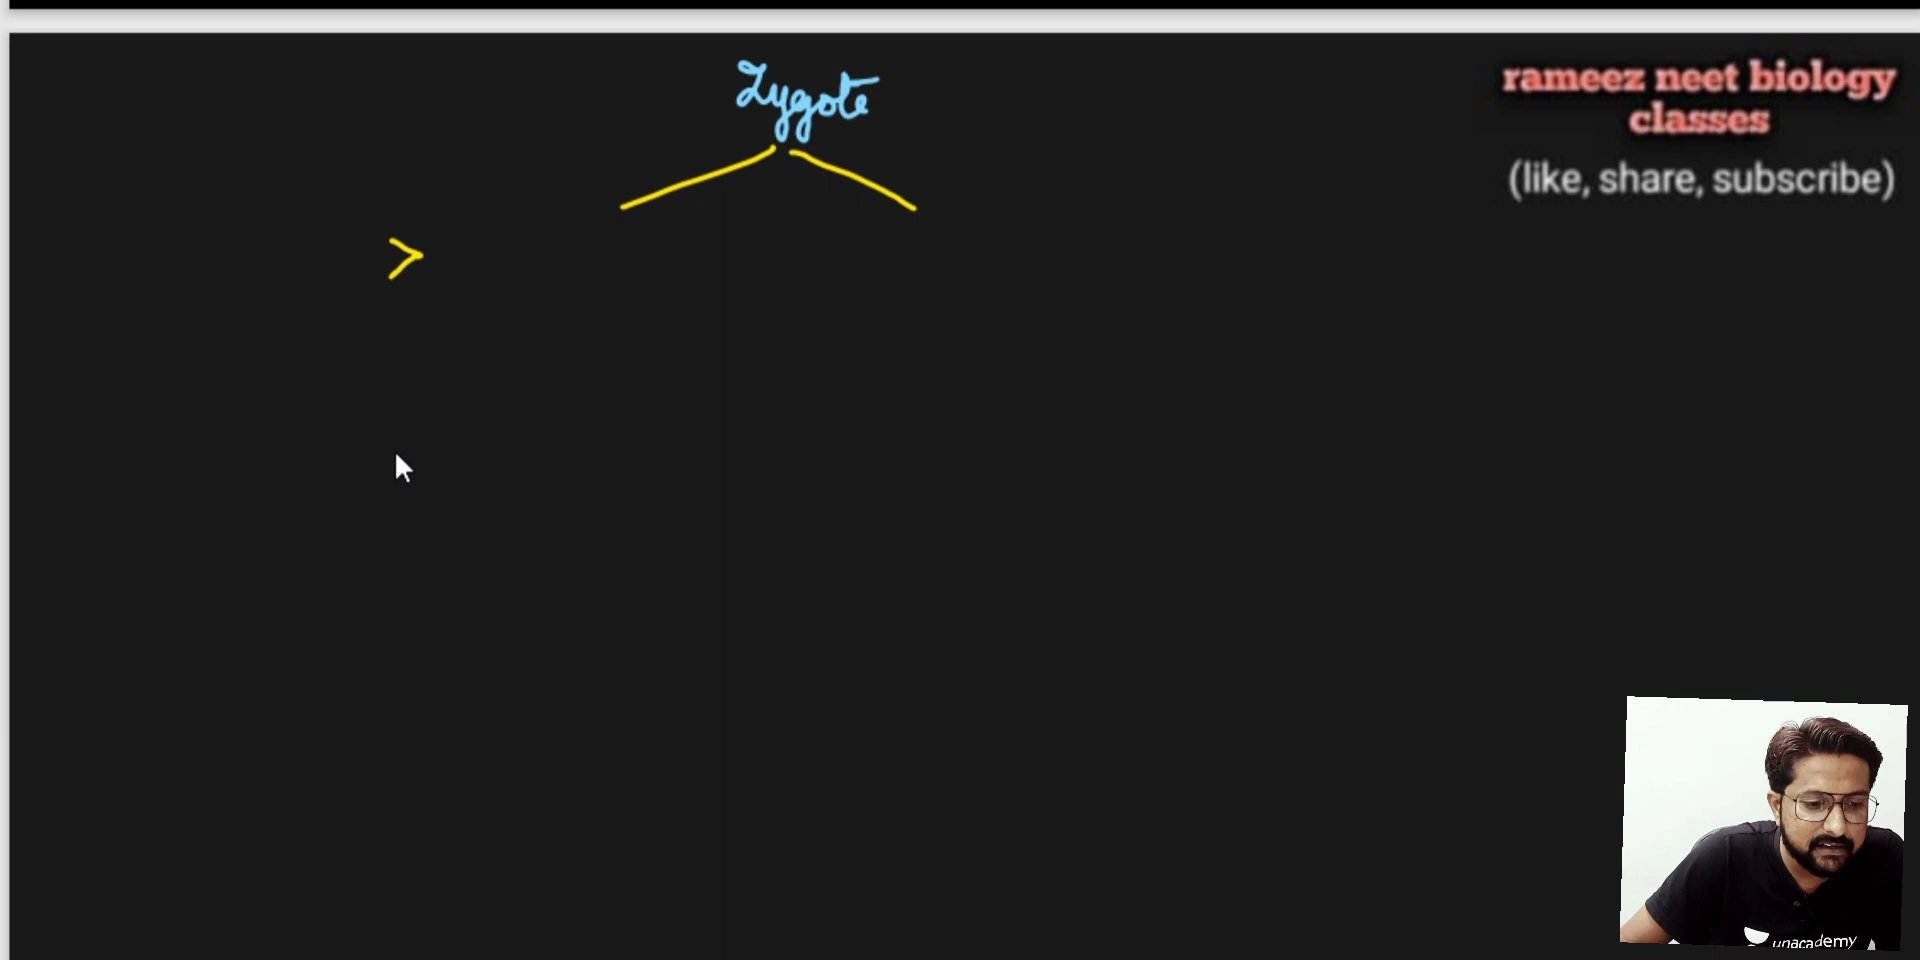 Zygote
rameez neet biology
classes
(like, share, subscribe)
>
unacademy